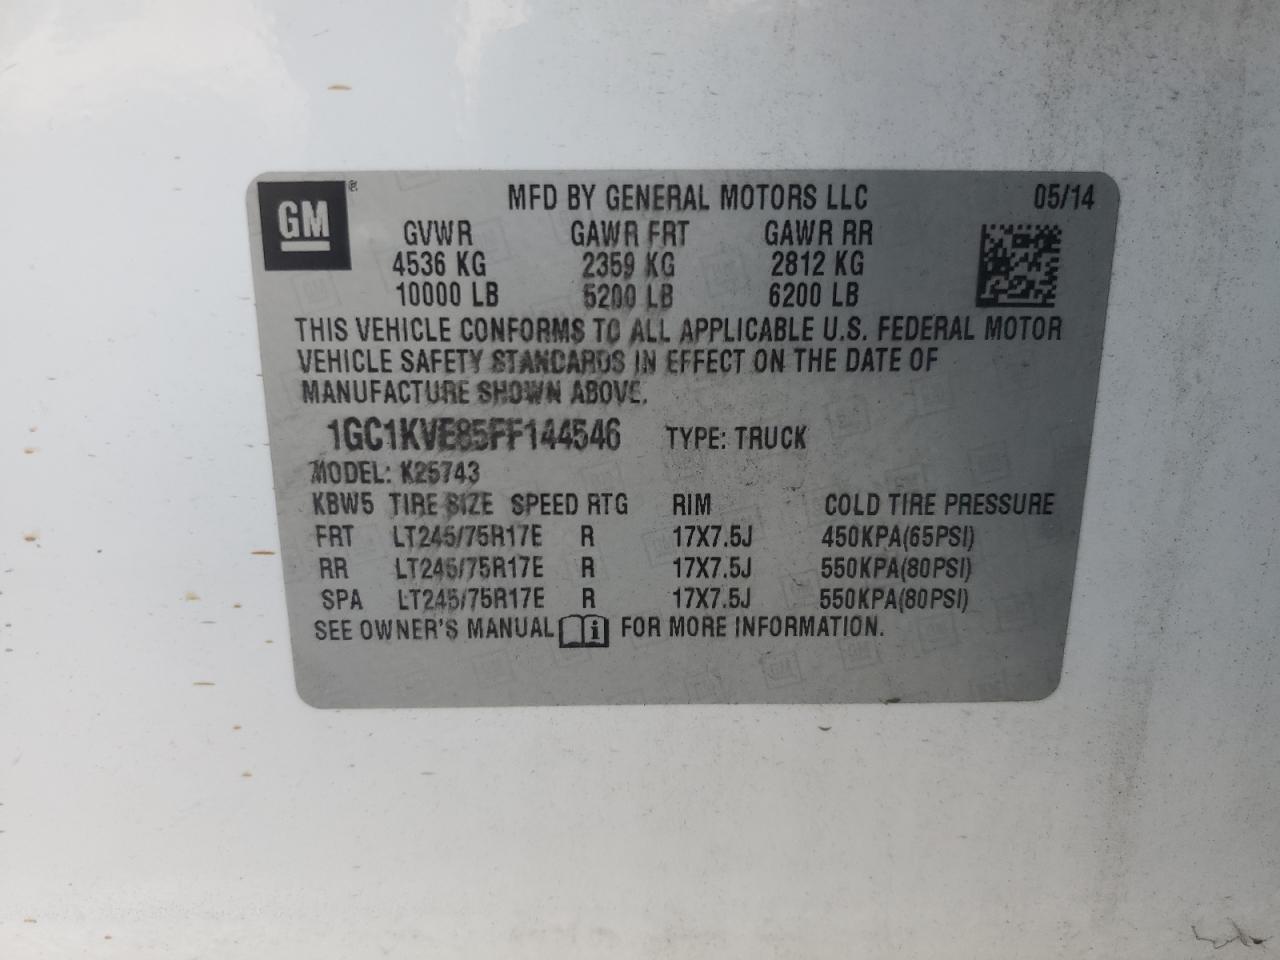 GM® MFD BY GENERAL MOTORS LLC 05/14
GVWR GAWR FRT GAWR RR
4536 KG 2359 KG 2812 KG
10000 LB 5200 LB 6200 LB
THIS VEHICLE CONFORMS TO ALL APPLICABLE U.S. FEDERAL MOTOR
VEHICLE SAFETY STANDARDS IN EFFECT ON THE DATE OF
MANUFACTURE SHOWN ABOVE.
1GC1KVE85FF144546 TYPE: TRUCK
MODEL: K25743
KBW5 TIRE SIZE SPEED RTG RIM COLD TIRE PRESSURE
FRT LT245/75R17E R 17X7.5J 450KPA(65PSI)
RR LT245/75R17E R 17X7.5J 550KPA(80PSI)
SPA LT245/75R17E R 17X7.5J 550KPA(80PSI)
SEE OWNER'S MANUAL i FOR MORE INFORMATION.